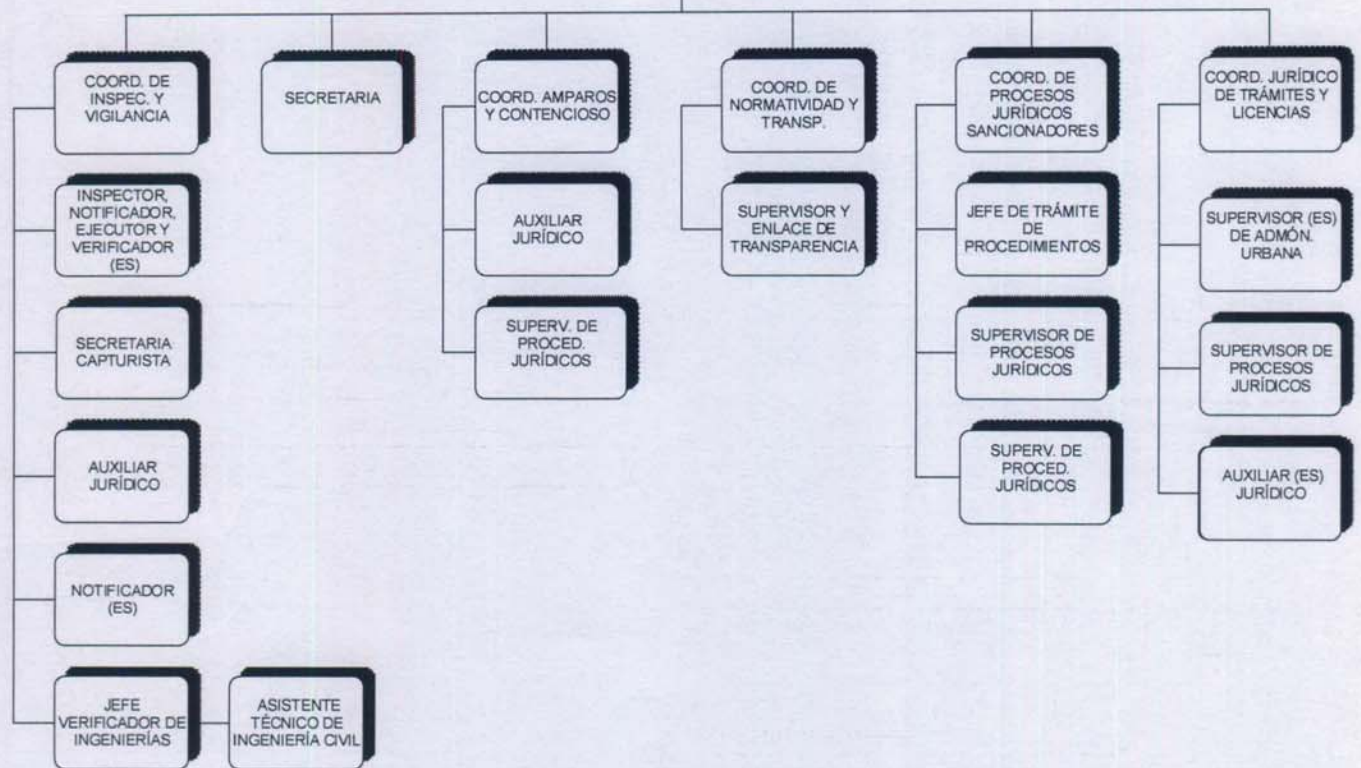 COORD. DE
INSPEC. Y
VIGILANCIA
SECRETARIA
COORD. AMPAROS
Y CONTENCIOSO
COORD. DE
NORMATIVIDAD Y
TRANSP.
COORD. DE
PROCESOS
JURÍDICOS
SANCIONADORES
COORD. JURÍDICO
DE TRÁMITES Y
LICENCIAS
INSPECTOR,
NOTIFICADOR,
EJECUTOR Y
VERIFICADOR
(ES)
AUXILIAR
JURÍDICO
SUPERVISOR Y
ENLACE DE
TRANSPARENCIA
JEFE DE TRÁMITE
DE
PROCEDIMIENTOS
SUPERVISOR (ES)
DE ADMÓN.
URBANA
SECRETARIA
CAPTURISTA
SUPERV. DE
PROCED.
JURÍDICOS
SUPERVISOR DE
PROCESOS
JURÍDICOS
SUPERVISOR DE
PROCESOS
JURÍDICOS
AUXILIAR
JURÍDICO
SUPERV. DE
PROCED.
JURÍDICOS
AUXILIAR (ES)
JURÍDICO
NOTIFICADOR
(ES)
JEFE
VERIFICADOR DE
INGENIERÍAS
ASISTENTE
TÉCNICO DE
INGENIERÍA CIVIL